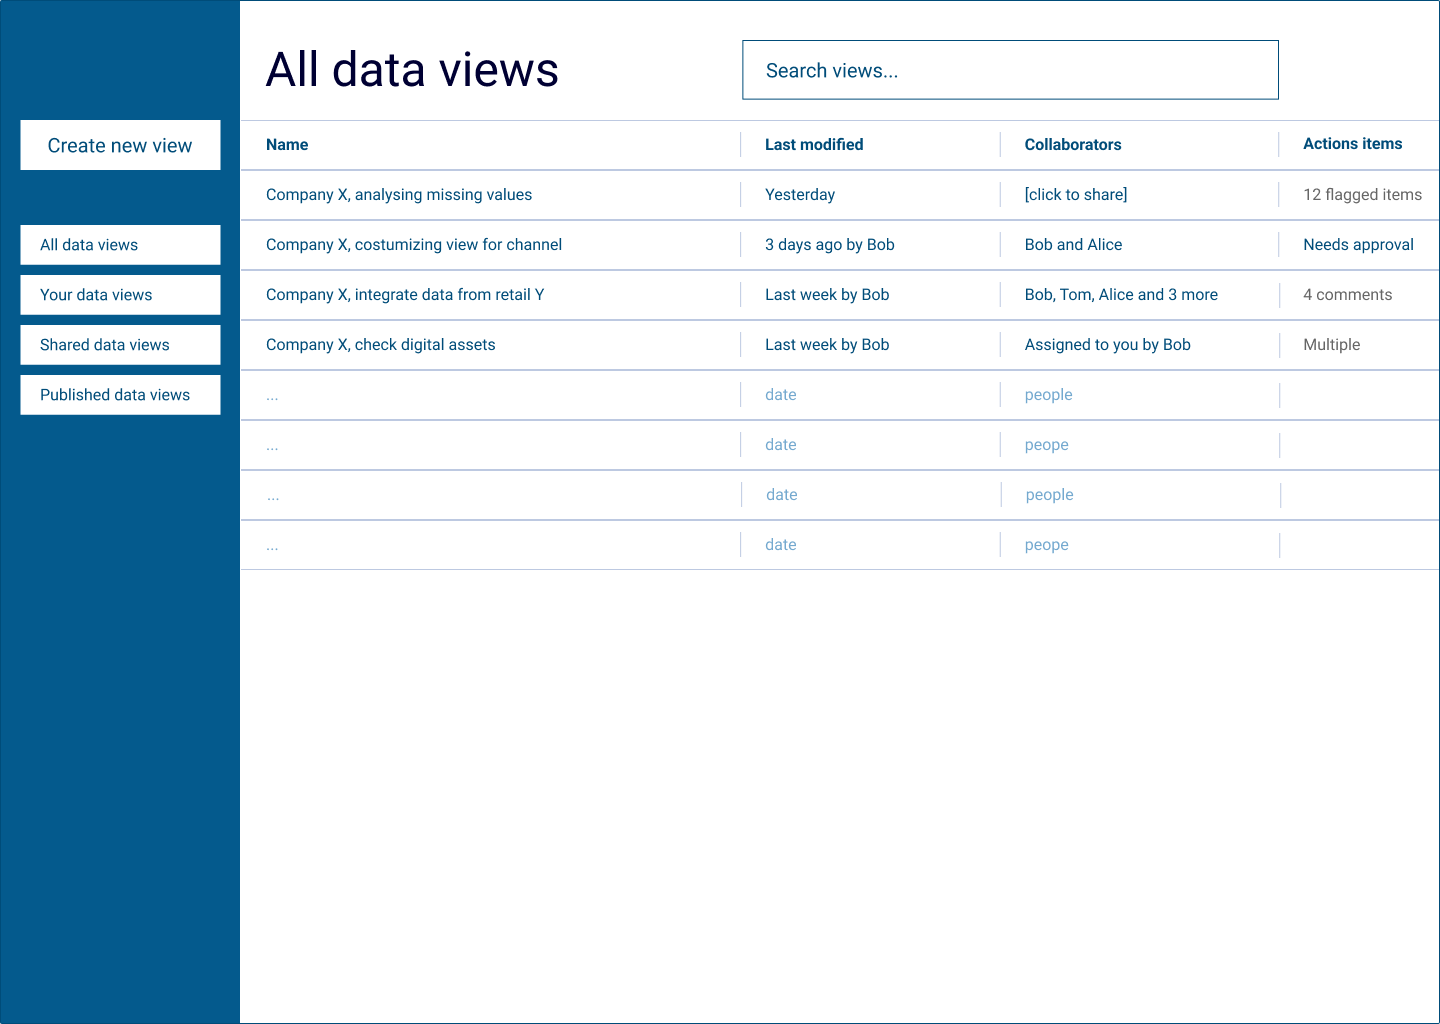 All data views
Search views...
Create new view
All data views
Your data views
Shared data views
Published data views
Name Last modified Collaborators Actions items
Company X, analysing missing values Yesterday [click to share] 12 flagged items
Company X, costumizing view for channel 3 days ago by Bob Bob and Alice Needs approval
Company X, integrate data from retail Y Last week by Bob Bob, Tom, Alice and 3 more 4 comments
Company X, check digital assets Last week by Bob Assigned to you by Bob Multiple
... date people
... date peope
... date people
... date peope